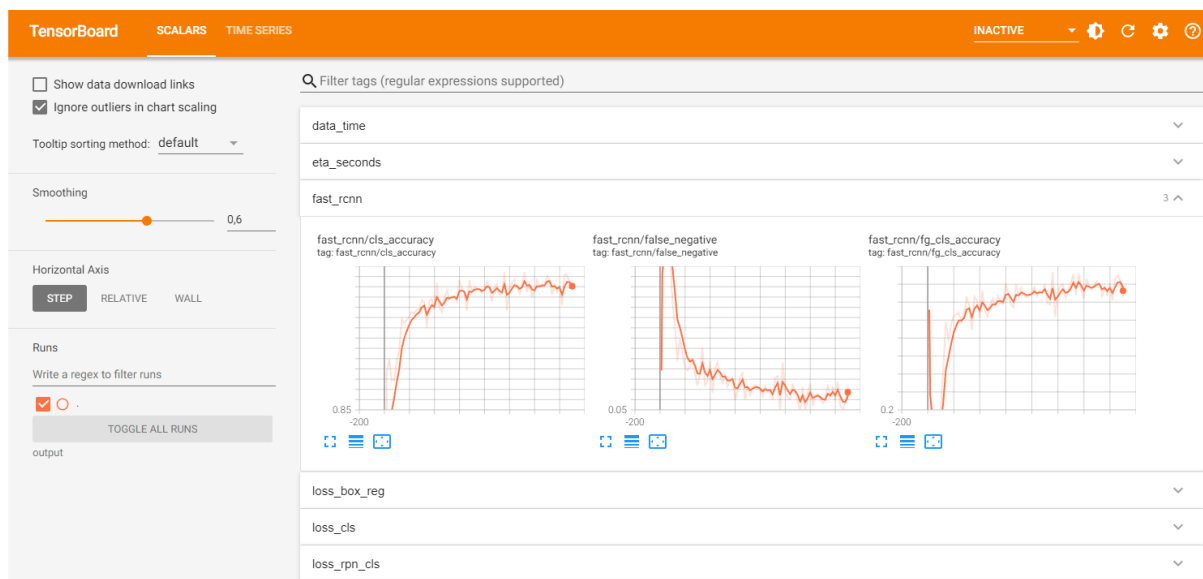 TensorBoard SCALARS TIME SERIES INACTIVE
Show data download links
Ignore outliers in chart scaling
Tooltip sorting method: default
Smoothing
0,6
Horizontal Axis
STEP RELATIVE WALL
Runs
Write a regex to filter runs
.
TOGGLE ALL RUNS
output
Filter tags (regular expressions supported)
data_time
eta_seconds
fast_rcnn 3
fast_rcnn/cls_accuracy
tag: fast_rcnn/cls_accuracy
0.85
-200
fast_rcnn/false_negative
tag: fast_rcnn/false_negative
0.05
-200
fast_rcnn/fg_cls_accuracy
tag: fast_rcnn/fg_cls_accuracy
0.2
-200
loss_box_reg
loss_cls
loss_rpn_cls